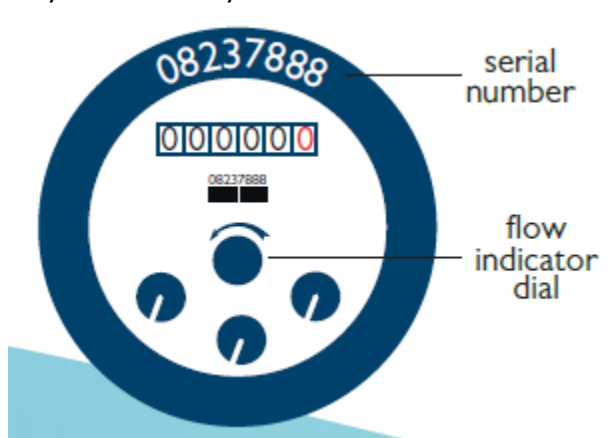 08237888
serial
number
000000
08237888
flow
indicator
dial